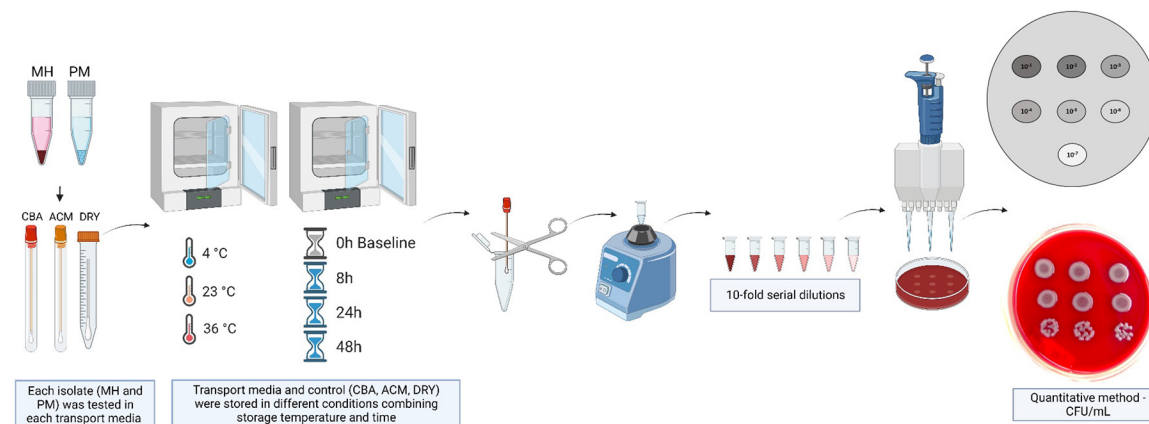 MH PM
CBA ACM DRY
Each isolate (MH and
PM) was tested in
each transport media
4 °C
23 °C
36 °C
0h Baseline
8h
24h
48h
Transport media and control (CBA, ACM, DRY)
were stored in different conditions combining
storage temperature and time
10-fold serial dilutions
10⁻¹ 10⁻² 10⁻³
10⁻⁴ 10⁻⁵ 10⁻⁶
10⁻⁷
Quantitative method -
CFU/mL